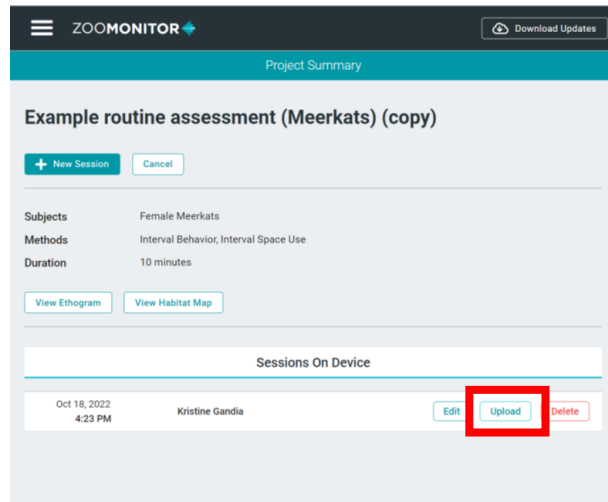 ZOOMONITOR
Download Updates
Project Summary
Example routine assessment (Meerkats) (copy)
+ New Session Cancel
Subjects Female Meerkats
Methods Interval Behavior, Interval Space Use
Duration 10 minutes
View Ethogram View Habitat Map
Sessions On Device
Oct 18, 2022
4:23 PM
Kristine Gandia
Edit Upload Delete